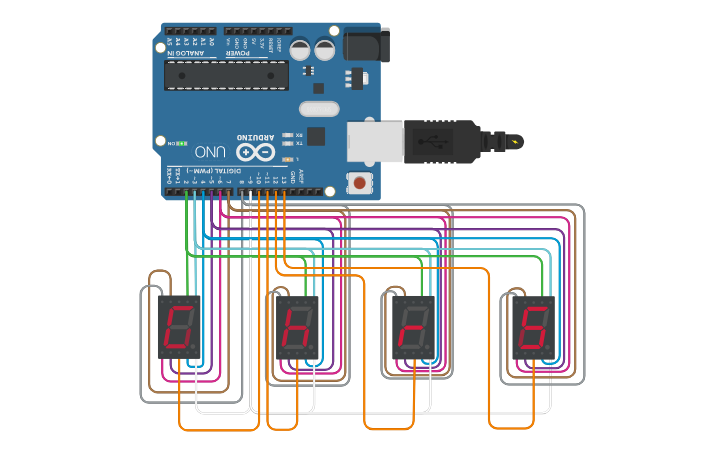 A5 A4 A3 A2 A1 A0 Vin GND GND 5V 3.3V RESET IOREF
ANALOG IN POWER
RX
TX
ON
UNO
ARDUINO
L
DIGITAL (PWM~)
RX←0 TX→1 2 ~3 4 ~5 ~6 7 8 ~9 ~10 ~11 12 13 GND AREF
C h r S